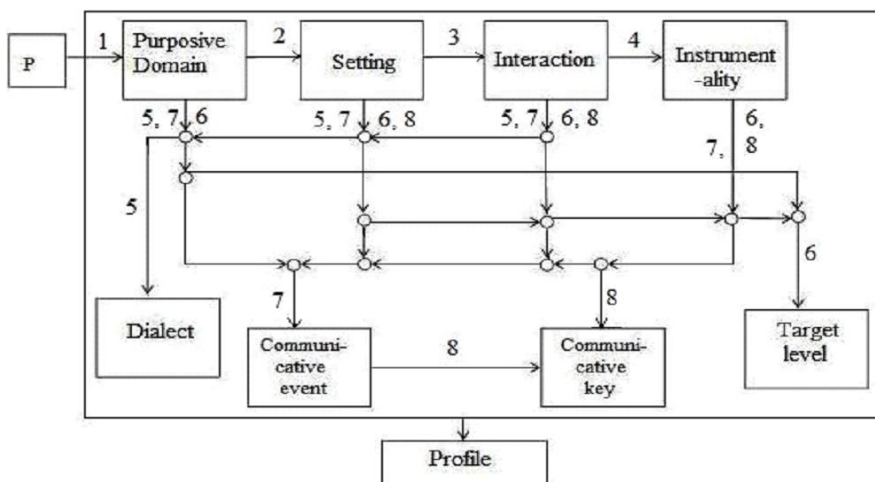 P
1
Purposive
Domain
2
Setting
3
Interaction
4
Instrument
-ality
5, 7
6
5, 7
6, 8
5, 7
6, 8
7,
6,
8
5
6
7
8
Dialect
Communi-
cative
event
8
Communi-
cative
key
Target
level
Profile